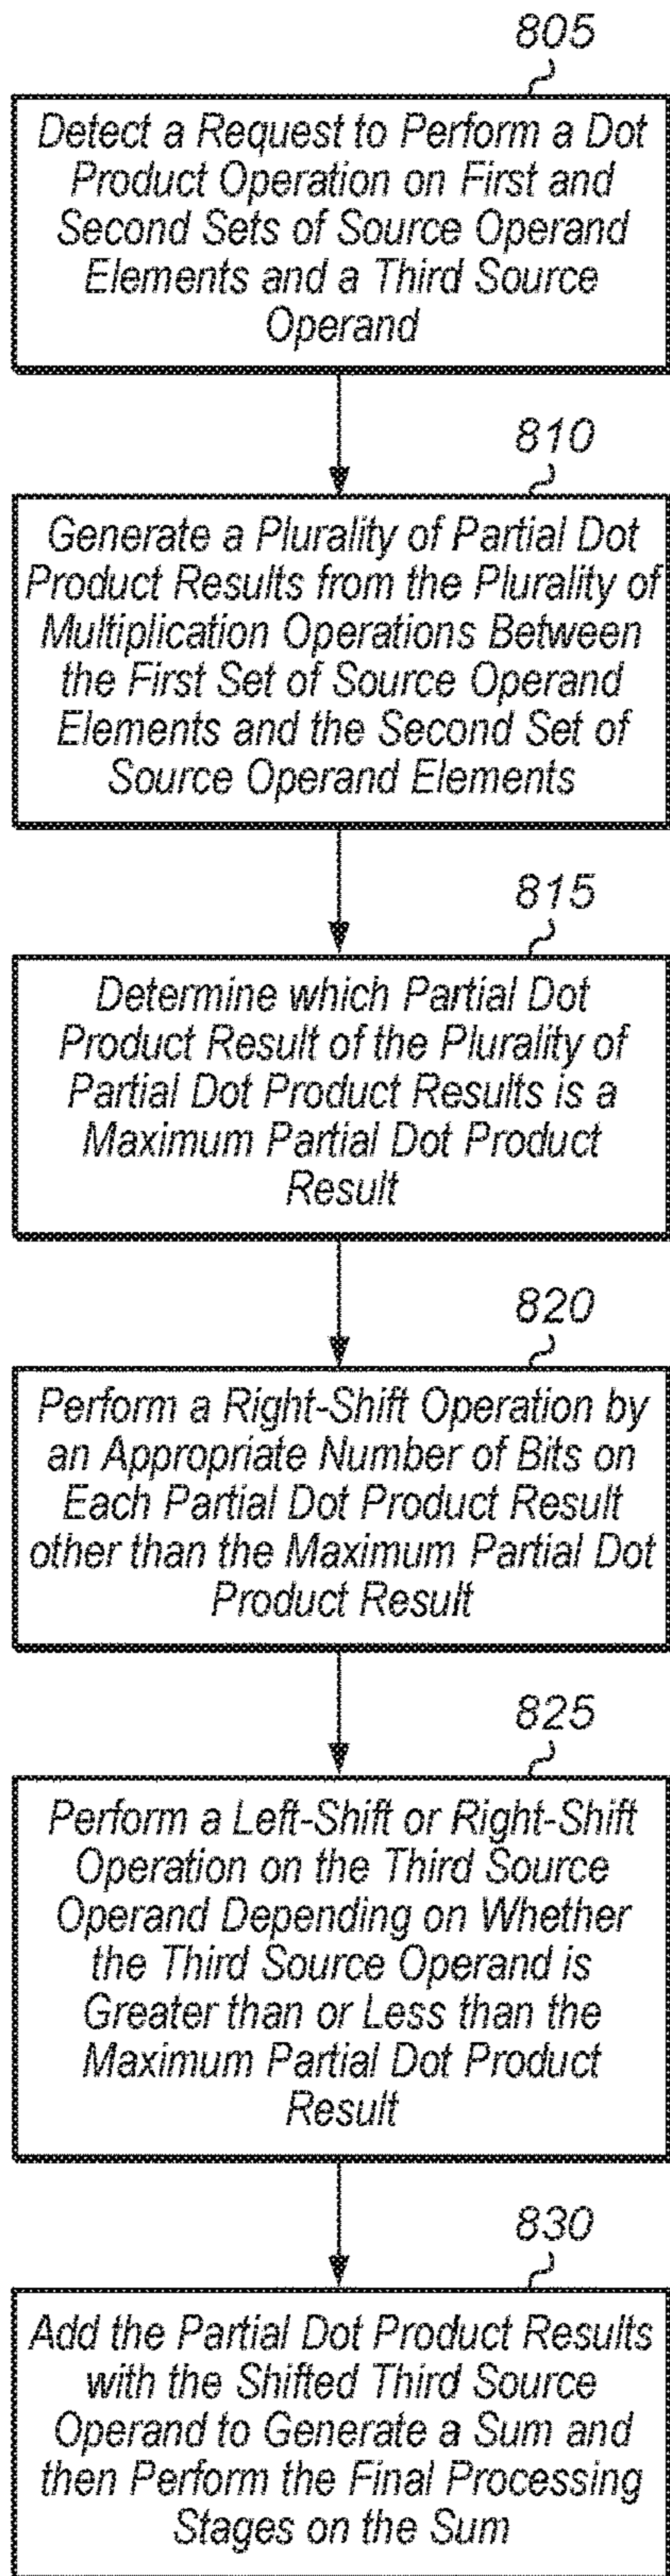 805
Detect a Request to Perform a Dot
Product Operation on First and
Second Sets of Source Operand
Elements and a Third Source
Operand
810
Generate a Plurality of Partial Dot
Product Results from the Plurality of
Multiplication Operations Between
the First Set of Source Operand
Elements and the Second Set of
Source Operand Elements
815
Determine which Partial Dot
Product Result of the Plurality of
Partial Dot Product Results is a
Maximum Partial Dot Product
Result
820
Perform a Right-Shift Operation by
an Appropriate Number of Bits on
Each Partial Dot Product Result
other than the Maximum Partial Dot
Product Result
825
Perform a Left-Shift or Right-Shift
Operation on the Third Source
Operand Depending on Whether
the Third Source Operand is
Greater than or Less than the
Maximum Partial Dot Product
Result
830
Add the Partial Dot Product Results
with the Shifted Third Source
Operand to Generate a Sum and
then Perform the Final Processing
Stages on the Sum